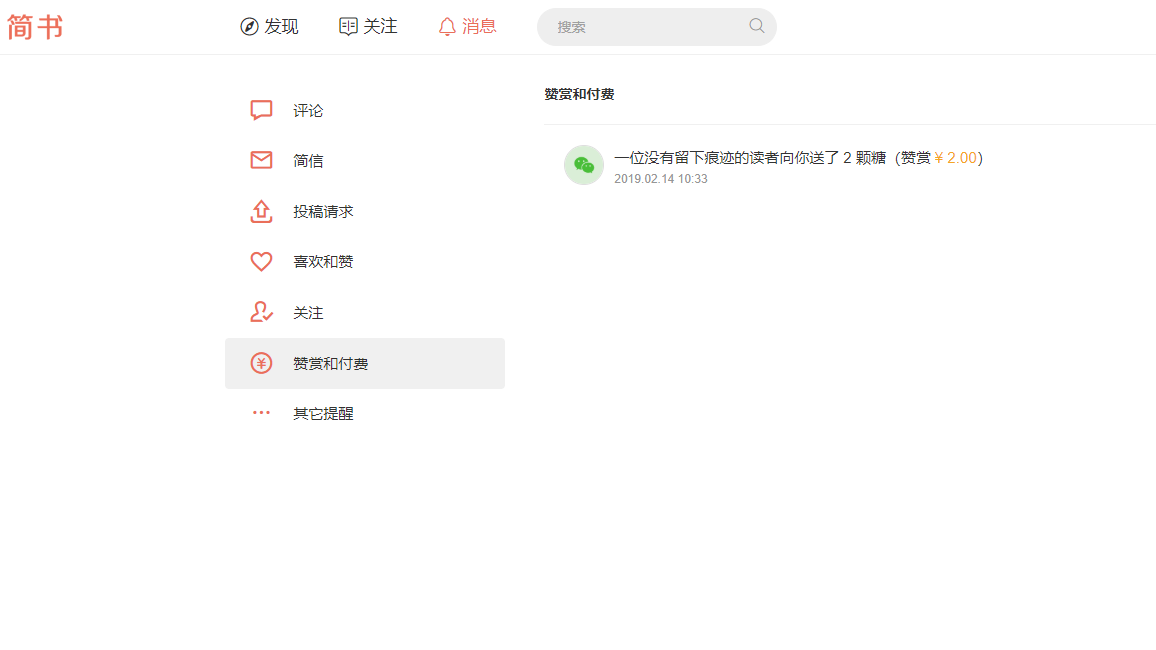 简书
发现
关注
消息
搜索
评论
简信
投稿请求
喜欢和赞
关注
赞赏和付费
其它提醒
赞赏和付费
一位没有留下痕迹的读者向你送了 2 颗糖（赞赏 ¥ 2.00）
2019.02.14 10:33